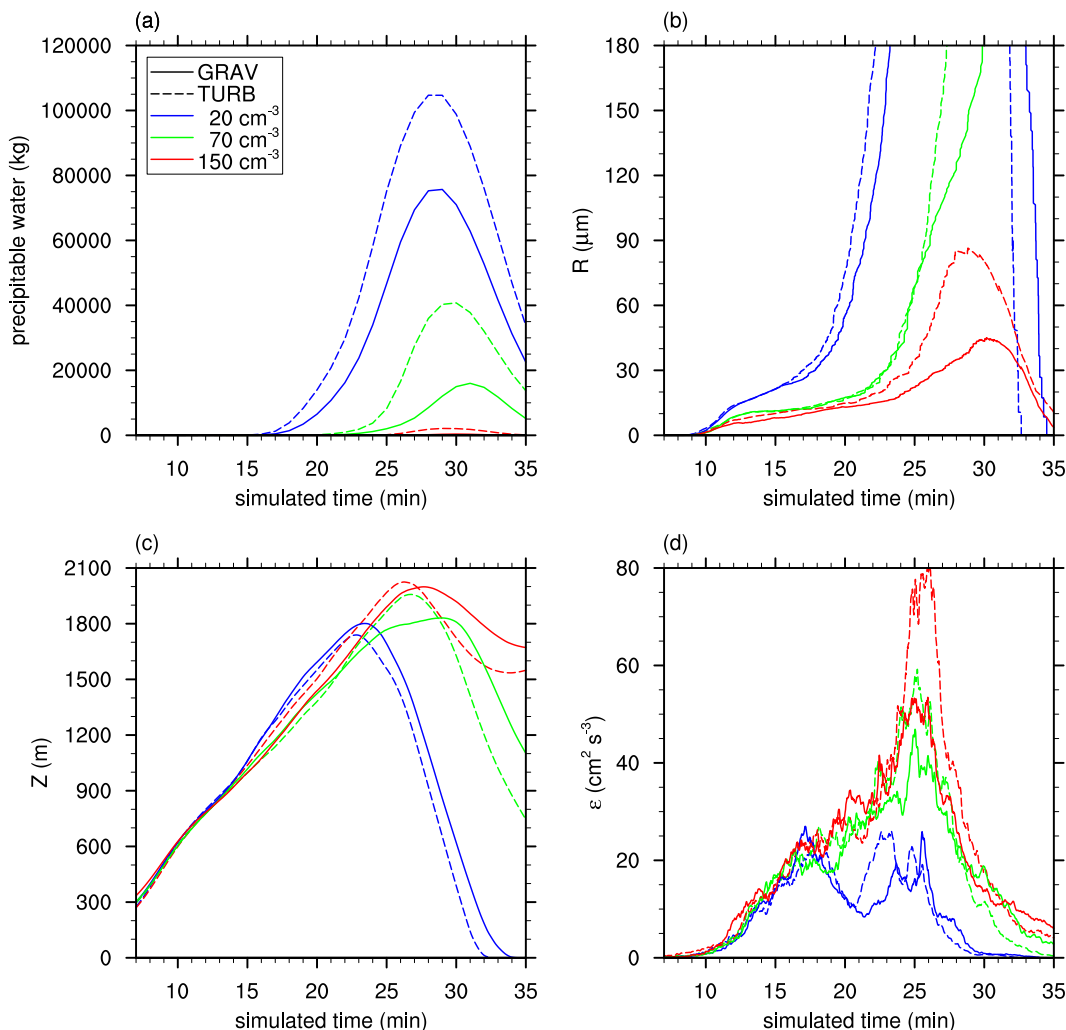 (a)
120000
100000
80000
60000
40000
20000
0
precipitable water (kg)
GRAV
TURB
20 cm⁻³
70 cm⁻³
150 cm⁻³
10 15 20 25 30 35
simulated time (min)
(b)
180
150
120
90
60
30
0
R (μm)
10 15 20 25 30 35
simulated time (min)
(c)
2100
1800
1500
1200
900
600
300
0
Z (m)
10 15 20 25 30 35
simulated time (min)
(d)
80
60
40
20
0
ε (cm² s⁻³)
10 15 20 25 30 35
simulated time (min)